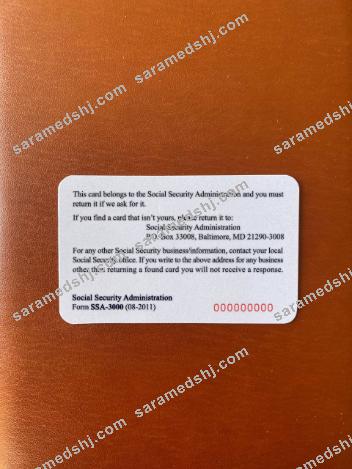 saramedshj.com
saramedshj.com
saramedshj.com
saramedshj.com
This card belongs to the Social Security Administration and you must
return it if we ask for it.
If you find a card that isn't yours, please return it to:
Social Security Administration
P.O. Box 33008, Baltimore, MD 21290-3008
For any other Social Security business/information, contact your local
Social Security office. If you write to the above address for any business
other than returning a found card you will not receive a response.
Social Security Administration
Form SSA-3000 (08-2011)
000000000
saramedshj.com
saramedshj.com
saramedshj.com
saramedshj.com